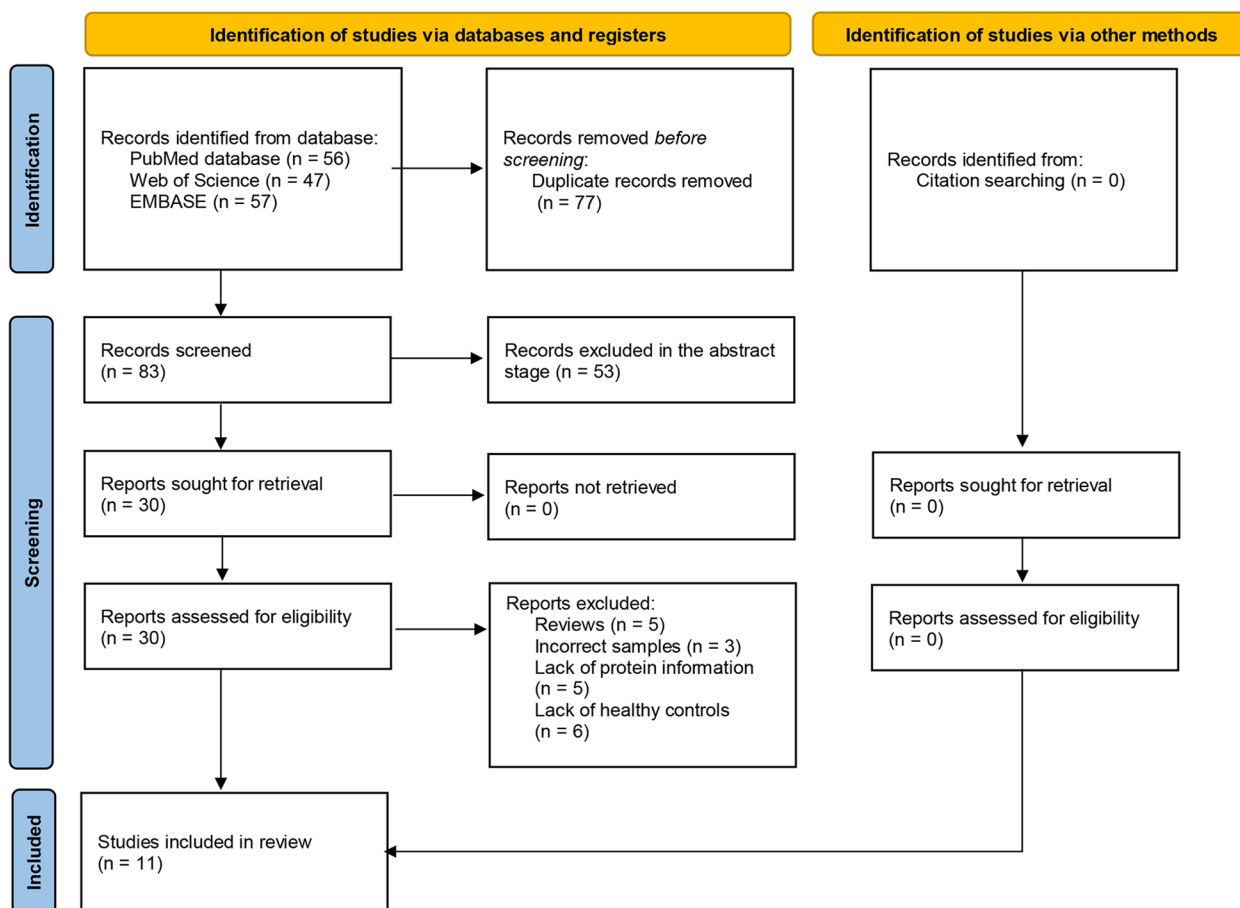 Identification of studies via databases and registers
Identification of studies via other methods
Identification
Records identified from database:
PubMed database (n = 56)
Web of Science (n = 47)
EMBASE (n = 57)
Records removed before
screening:
Duplicate records removed
(n = 77)
Records identified from:
Citation searching (n = 0)
Screening
Records screened
(n = 83)
Records excluded in the abstract
stage (n = 53)
Reports sought for retrieval
(n = 30)
Reports not retrieved
(n = 0)
Reports sought for retrieval
(n = 0)
Reports assessed for eligibility
(n = 30)
Reports excluded:
Reviews (n = 5)
Incorrect samples (n = 3)
Lack of protein information
(n = 5)
Lack of healthy controls
(n = 6)
Reports assessed for eligibility
(n = 0)
Included
Studies included in review
(n = 11)